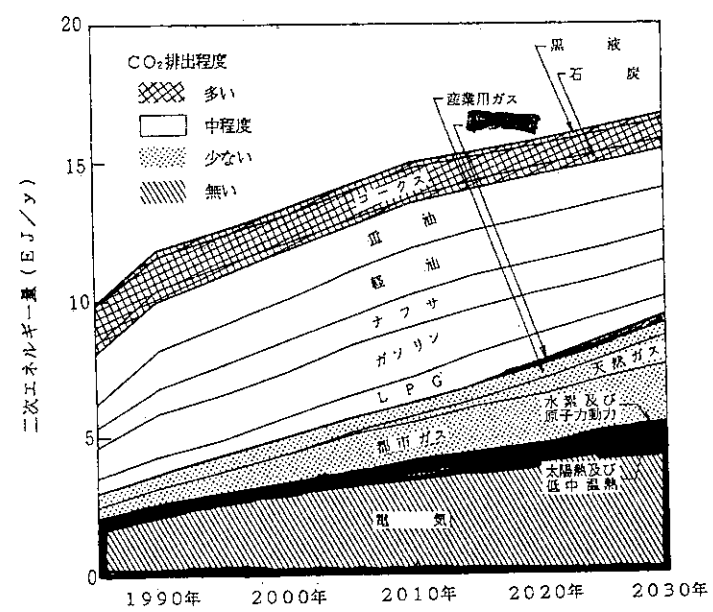 20
15
10
5
0
二次エネルギー量(EJ/y)
CO₂排出程度
多い
中程度
少ない
無い
黒 液
石 炭
産業用ガス
コークス
重 油
軽 油
ナフサ
ガソリン
LPG
天然ガス
都市ガス
水素及び
原子力動力
太陽熱及び
低中温熱
電 気
1990年
2000年
2010年
2020年
2030年